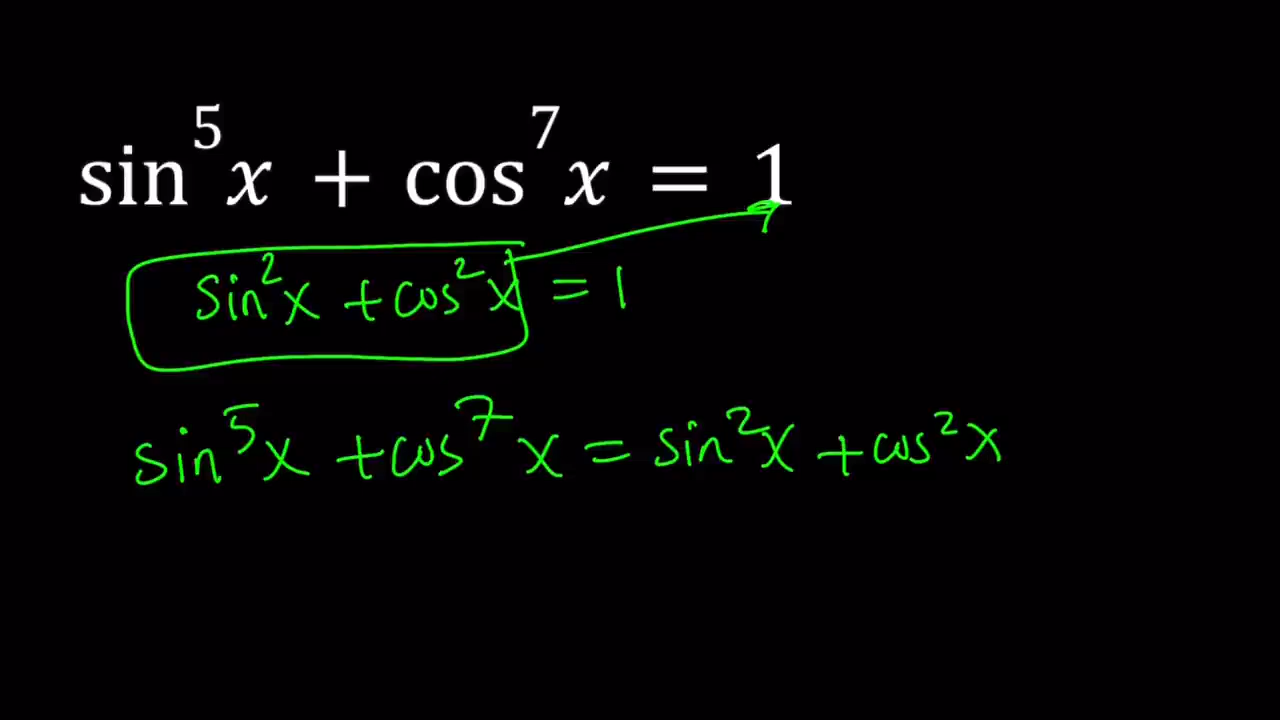 sin⁵x + cos⁷x = 1
sin²x + cos²x = 1
sin⁵x + cos⁷x = sin²x + cos²x